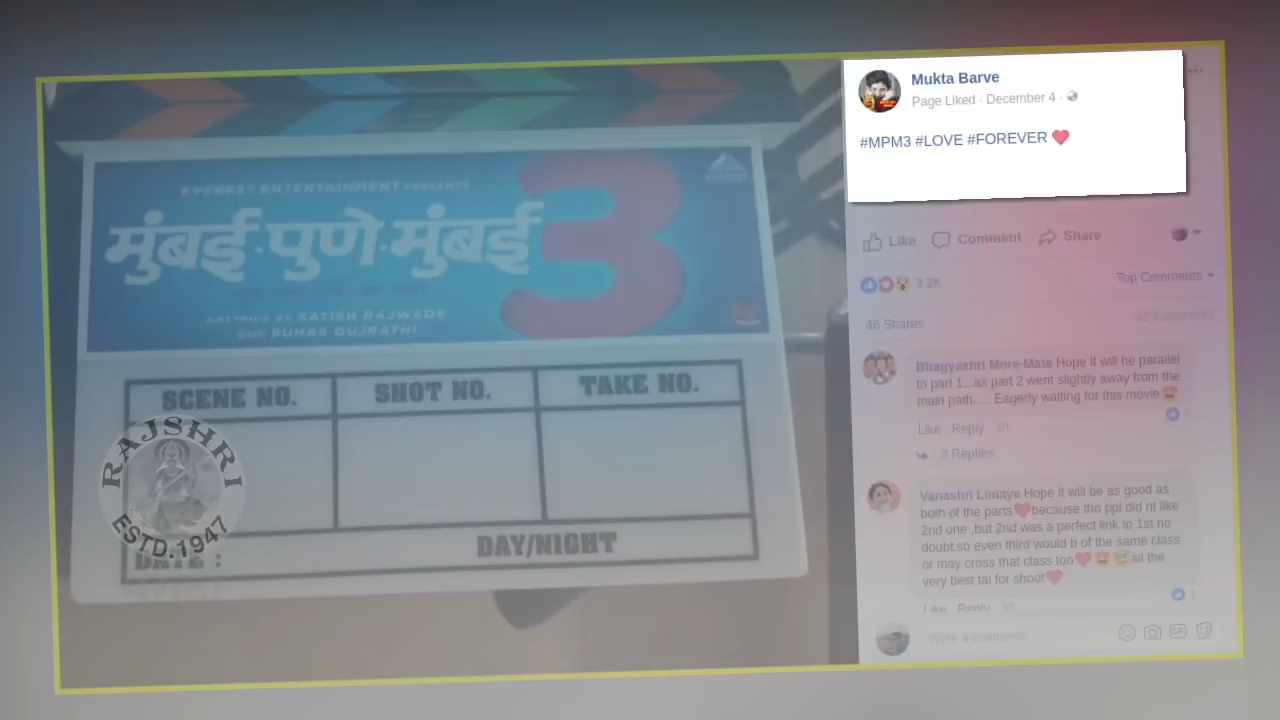 EVEREST ENTERTAINMENT PRESENTS
मुंबई-पुणे-मुंबई 3
SATISH RAJWADE
SUHAS GUJRATHI
SCENE NO. SHOT NO. TAKE NO.
DAY/NIGHT
DATE :
RAJSHRI
ESTD.1947
Mukta Barve
Page Liked · December 4 ·
#MPM3 #LOVE #FOREVER ❤️
Like Comment Share
3.2K
Top Comments
46 Shares
Bhagyashri More-Mate Hope it will be parallel
to part 1...as part 2 went slightly away from the
main path..... Eagerly waiting for this movie😍
Like · Reply
3 Replies
Vanashri Limaye Hope it will be as good as
both of the parts❤️because tho ppl did nt like
2nd one ,but 2nd was a perfect link to 1st no
doubt.so even third would b of the same class
or may cross that class too❤️😍😇all the
very best tai for shoot❤️
Like · Reply
Write a comment...
GIF